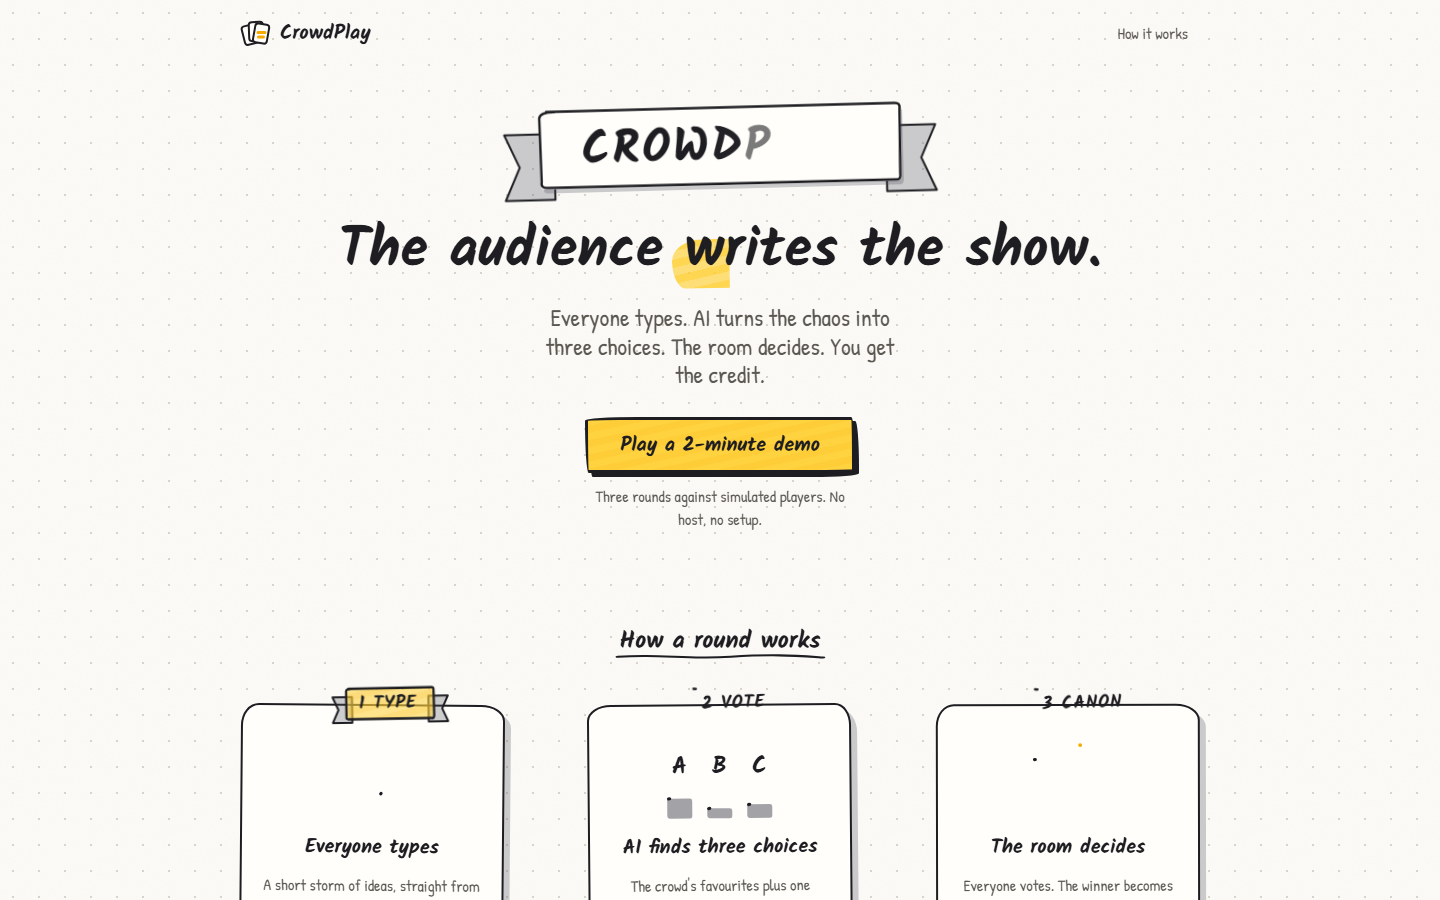 CrowdPlay
How it works
CROWDP
The audience writes the show.
Everyone types. AI turns the chaos into
three choices. The room decides. You get
the credit.
Play a 2-minute demo
Three rounds against simulated players. No
host, no setup.
How a round works
1 TYPE
2 VOTE
3 CANON
A B C
Everyone types
AI finds three choices
The room decides
A short storm of ideas, straight from
The crowd's favourites plus one
Everyone votes. The winner becomes